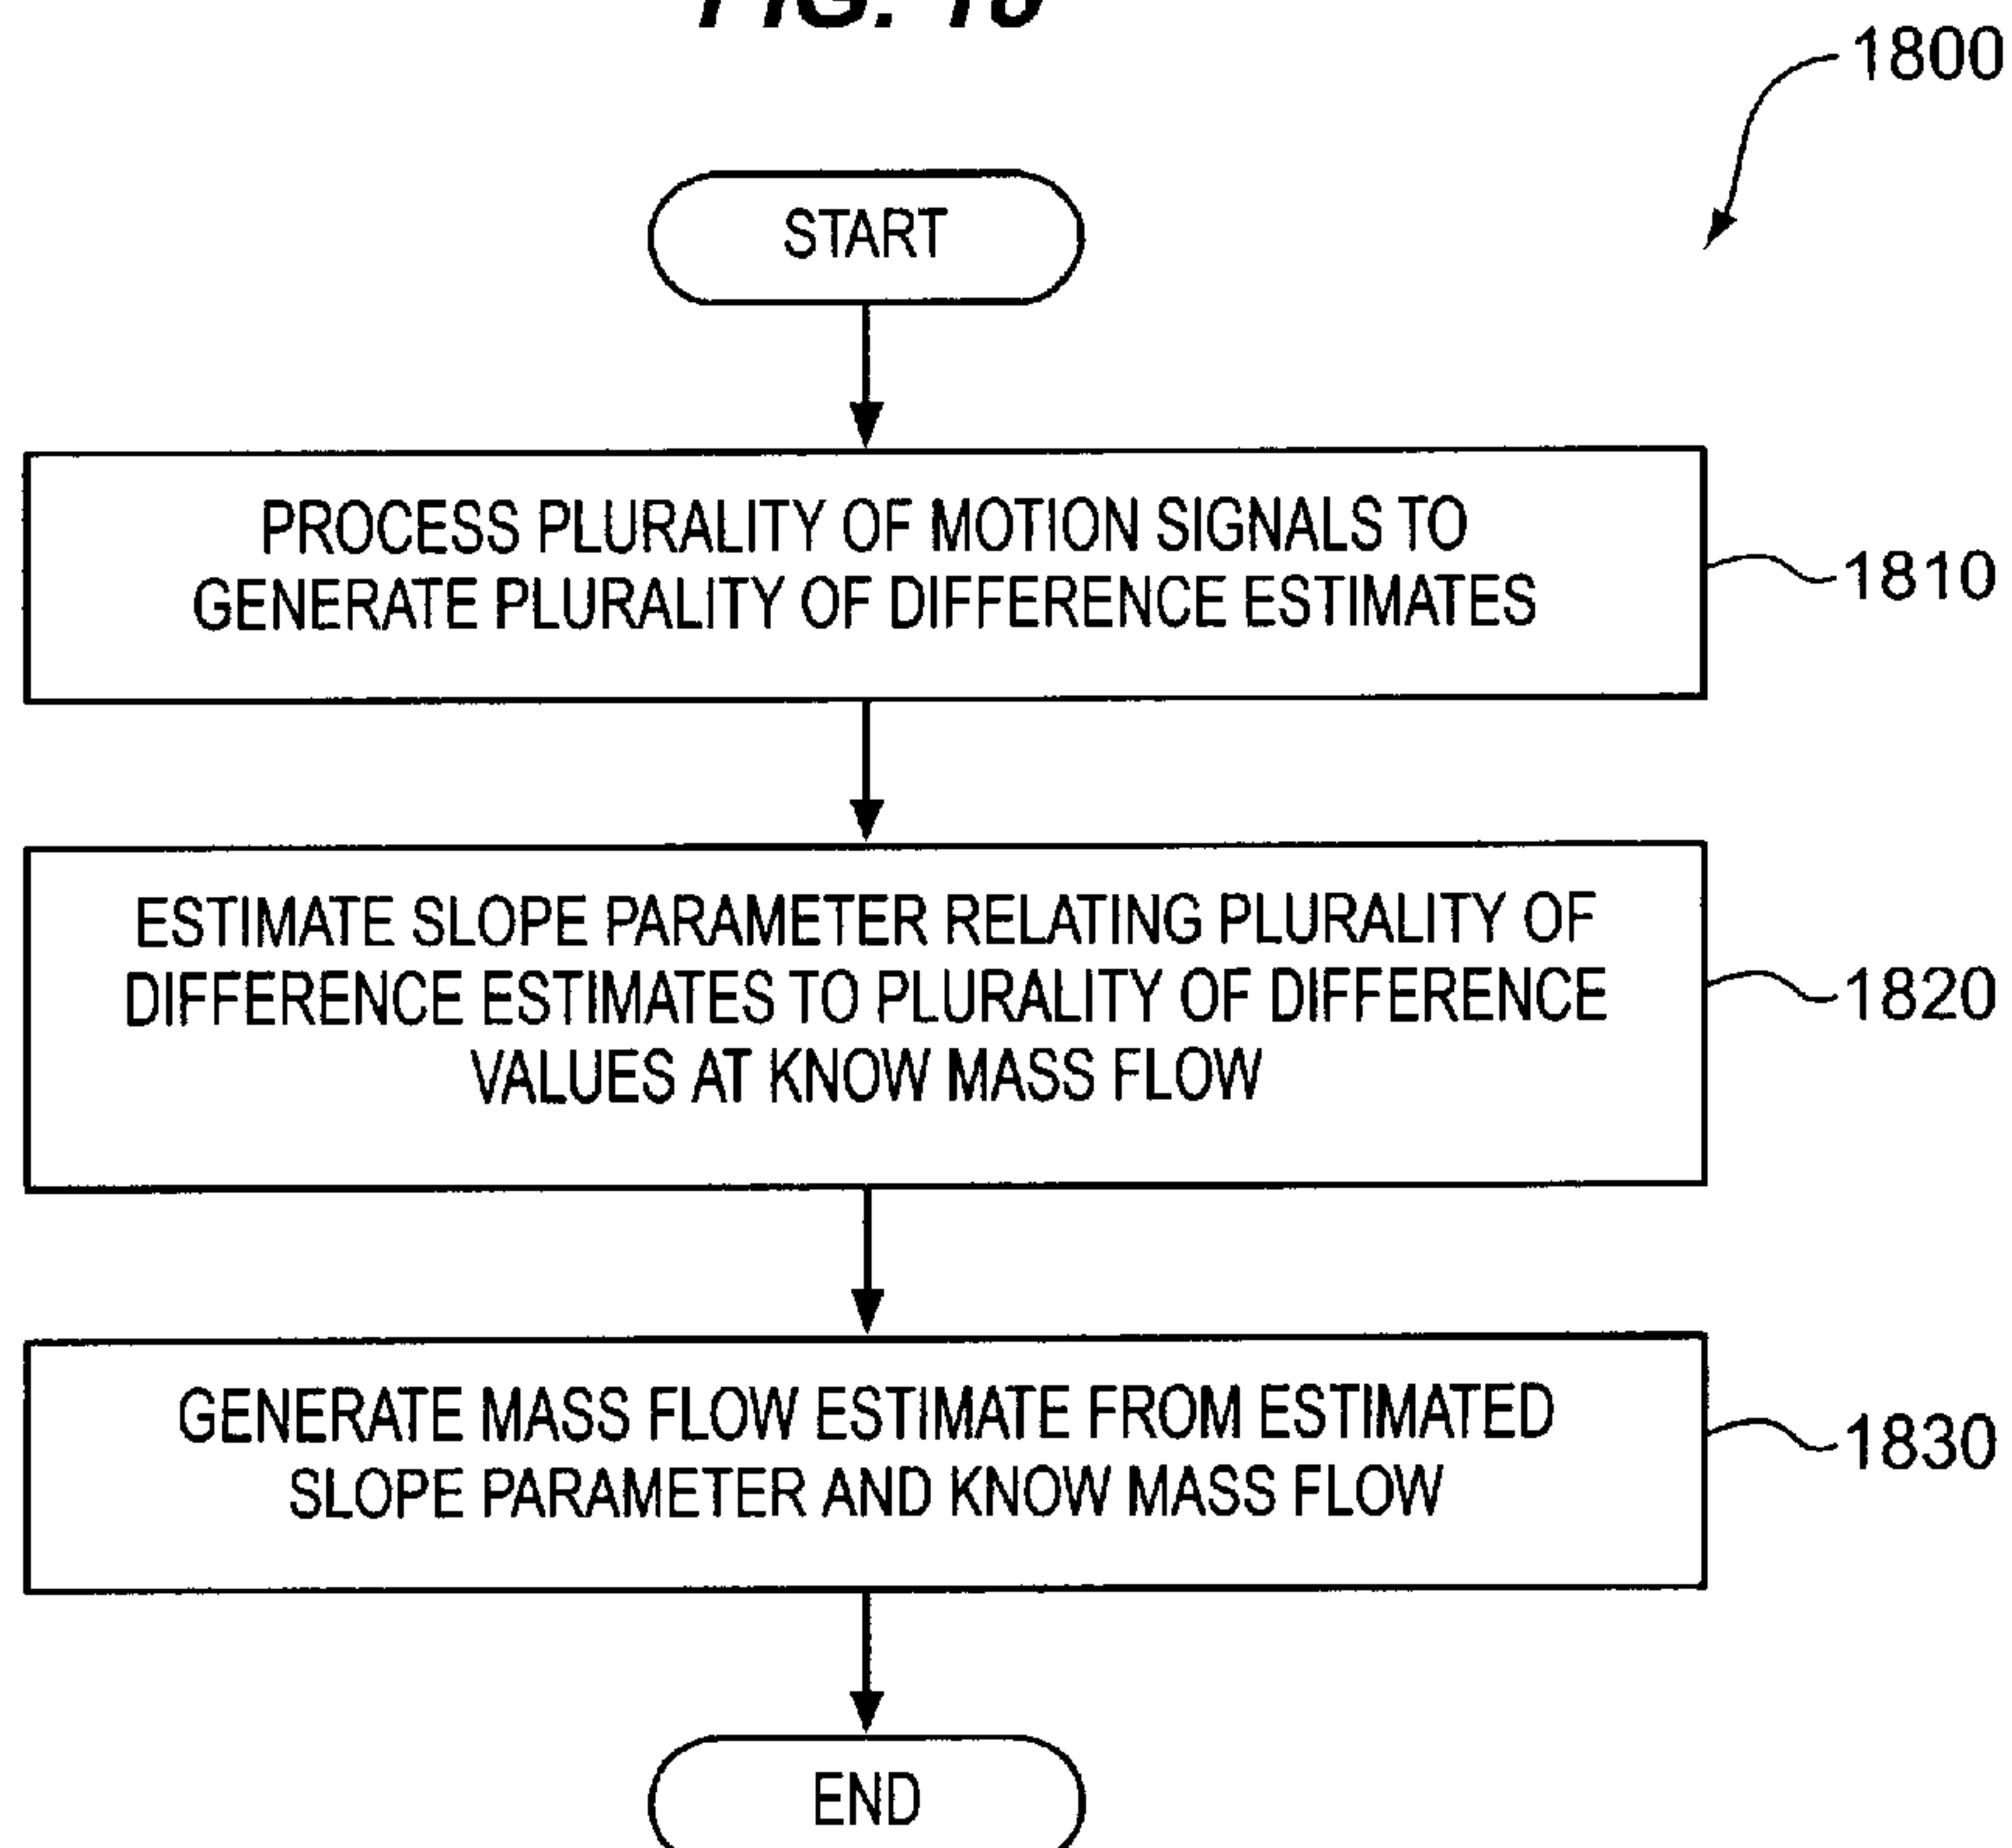 FIG.
1800
START
PROCESS PLURALITY OF MOTION SIGNALS TO
GENERATE PLURALITY OF DIFFERENCE ESTIMATES
1810
ESTIMATE SLOPE PARAMETER RELATING PLURALITY OF
DIFFERENCE ESTIMATES TO PLURALITY OF DIFFERENCE
VALUES AT KNOW MASS FLOW
1820
GENERATE MASS FLOW ESTIMATE FROM ESTIMATED
SLOPE PARAMETER AND KNOW MASS FLOW
1830
END